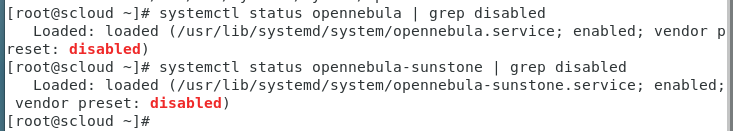 [root@scloud ~]# systemctl status opennebula | grep disabled
   Loaded: loaded (/usr/lib/systemd/system/opennebula.service; enabled; vendor p
reset: disabled)
[root@scloud ~]# systemctl status opennebula-sunstone | grep disabled
   Loaded: loaded (/usr/lib/systemd/system/opennebula-sunstone.service; enabled;
 vendor preset: disabled)
[root@scloud ~]#